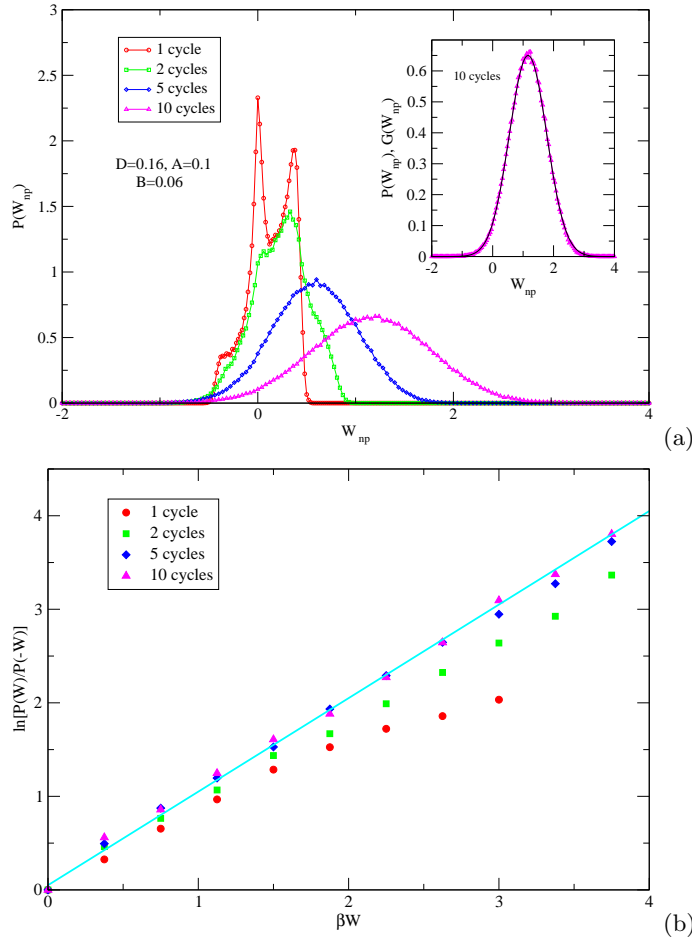 3
2.5
2
1.5
1
0.5
0
-2
0
2
4
P(W_np)
W_np
1 cycle
2 cycles
5 cycles
10 cycles
D=0.16, A=0.1
B=0.06
0.6
0.5
0.4
0.3
0.2
0.1
0
-2
0
2
4
P(W_np), G(W_np)
W_np
10 cycles
(a)
4
3
2
1
0
0
1
2
3
4
ln[P(W)/P(-W)]
βW
1 cycle
2 cycles
5 cycles
10 cycles
(b)